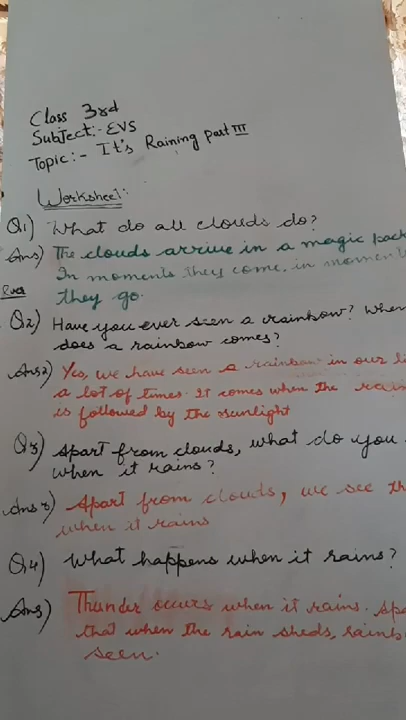 Class 3rd
Subject:- EVS
Topic:- It's Raining part III
Worksheet:
Q1) What do all clouds do?
Ans) The clouds arrive in a magic
In moments they come, in
they go.
Q2) Have you ever seen a rainbow? When
does a rainbow comes?
Ans2) Yes, we have seen a rainbow in our
a lot of times. It comes when the
is followed by the sunlight
Q3) Apart from clouds, what do you
when it rains?
Ans 3) Apart from clouds, we see
when it rains
Q4) What happens when it rains?
Ans) Thunder occurs when it rains.
that when the rain sheds,
seen.